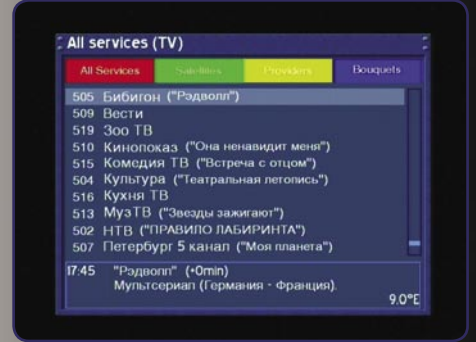 All services (TV)
All Services Satellites Providers Bouquets
505 Бибигон ("Рэдволл")
509 Вести
519 Зоо ТВ
510 Кинопоказ ("Она ненавидит меня")
515 Комедия ТВ ("Встреча с отцом")
504 Культура ("Театральная летопись")
516 Кухня ТВ
513 МузТВ ("Звезды зажигают")
502 НТВ ("ПРАВИЛО ЛАБИРИНТА")
507 Петербург 5 канал ("Моя планета")
17:45 "Рэдволл" (+0min)
Мультсериал (Германия - Франция).
9.0°E